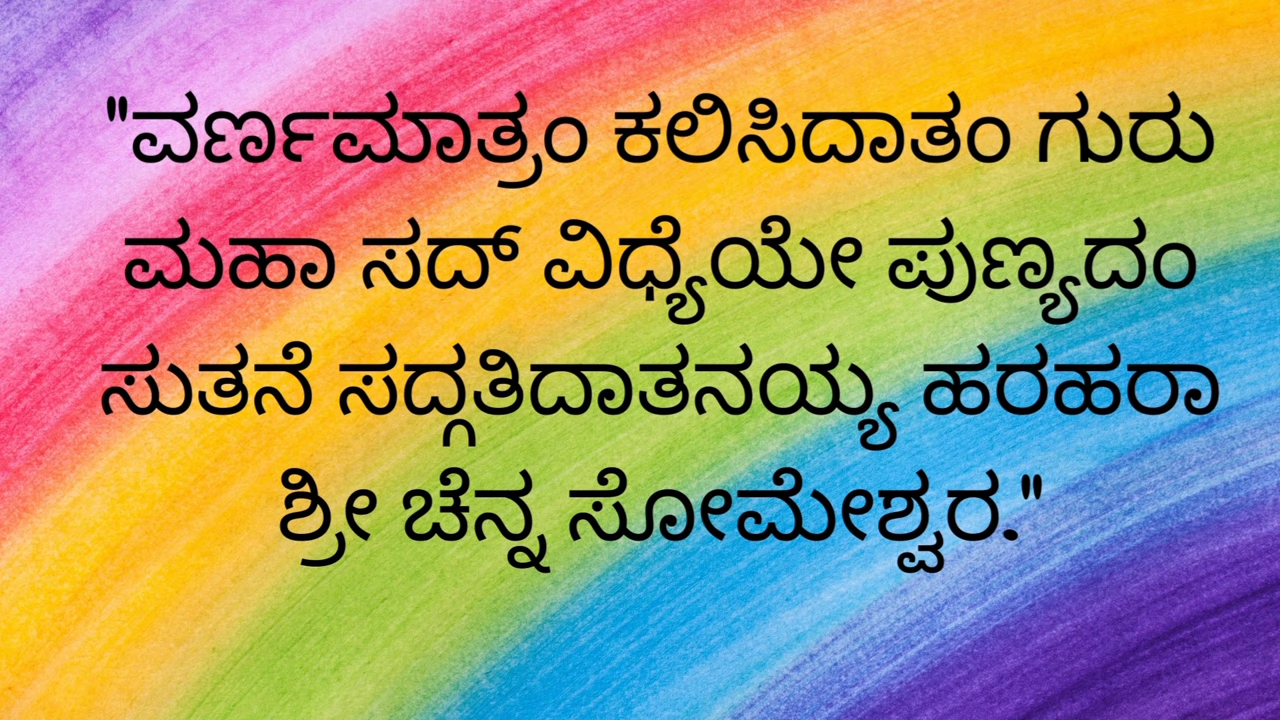 "ವರ್ಣಮಾತ್ರಂ ಕಲಿಸಿದಾತಂ ಗುರು
ಮಹಾ ಸದ್ ವಿಧ್ಯೆಯೇ ಪುಣ್ಯದಂ
ಸುತನೆ ಸದ್ಗತಿದಾತನಯ್ಯ ಹರಹರಾ
ಶ್ರೀ ಚೆನ್ನ ಸೋಮೇಶ್ವರ."